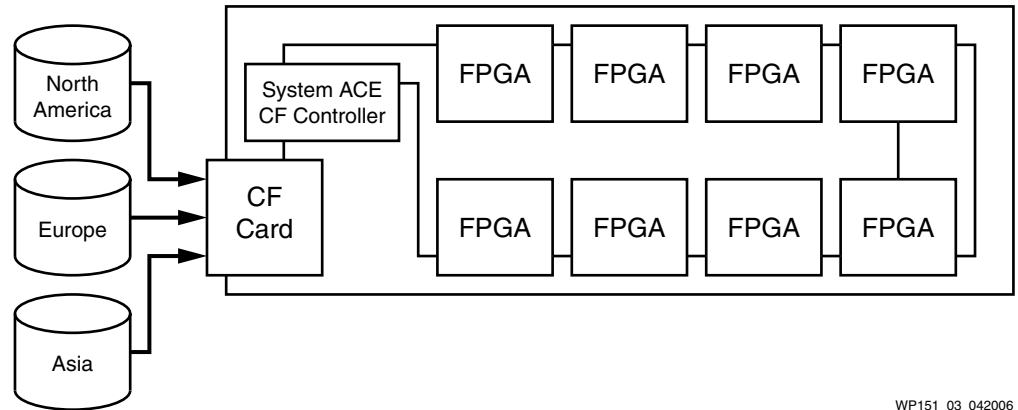 North
America
Europe
Asia
CF
Card
System ACE
CF Controller
FPGA
FPGA
FPGA
FPGA
FPGA
FPGA
FPGA
FPGA
WP151_03_042006